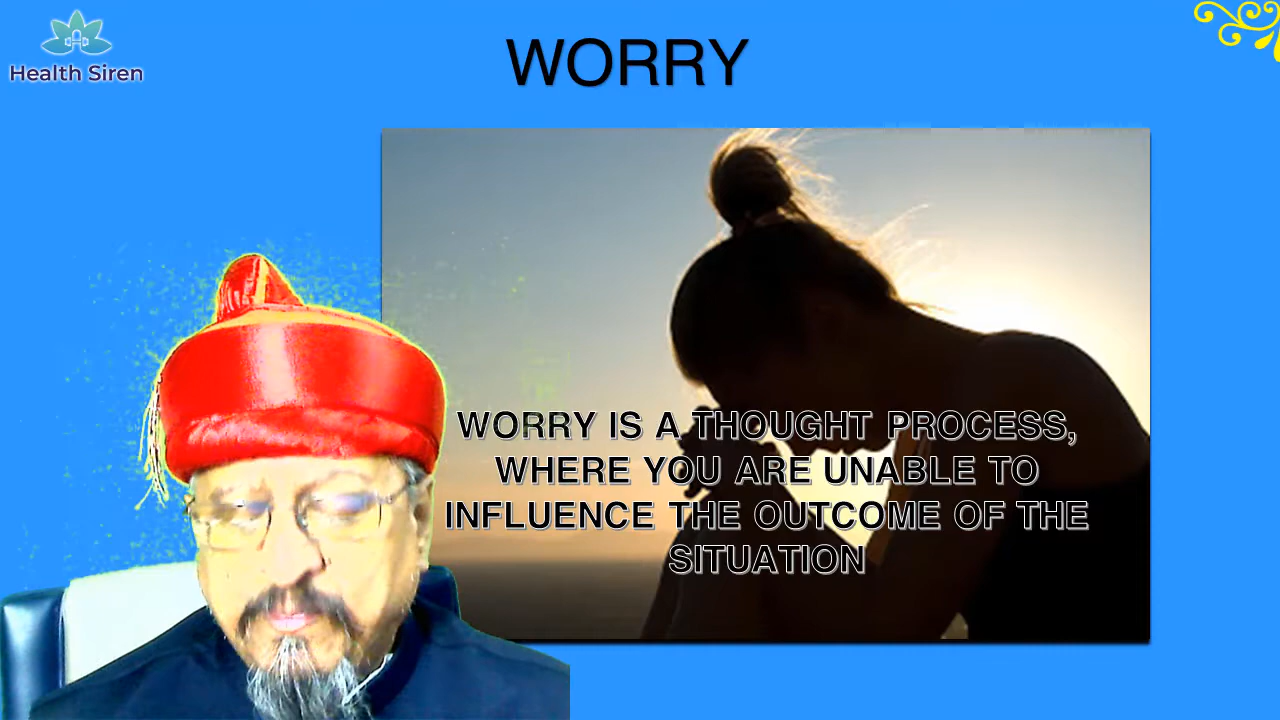 Health Siren
WORRY
WORRY IS A THOUGHT PROCESS,
WHERE YOU ARE UNABLE TO
INFLUENCE THE OUTCOME OF THE
SITUATION